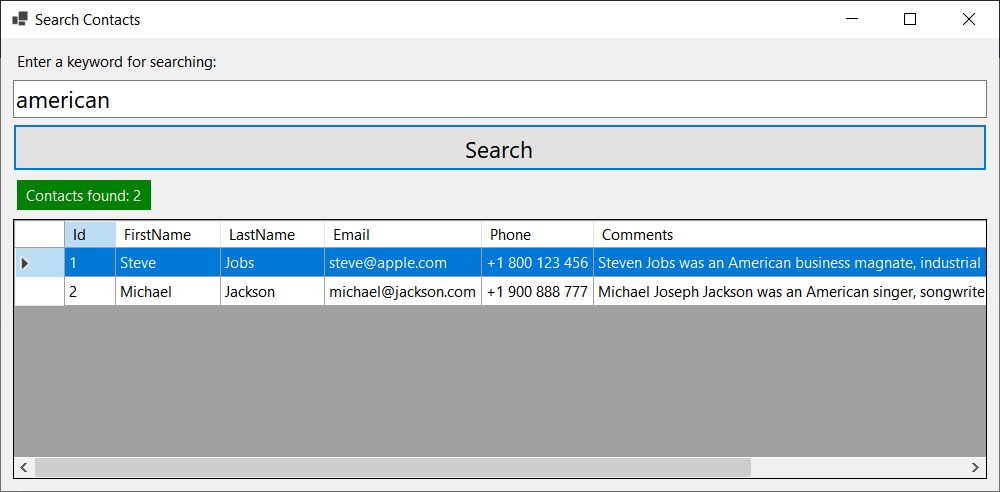 Search Contacts
Enter a keyword for searching:
american
Search
Contacts found: 2
Id FirstName LastName Email Phone Comments
1 Steve Jobs steve@apple.com +1 800 123 456 Steven Jobs was an American business magnate, industrial
2 Michael Jackson michael@jackson.com +1 900 888 777 Michael Joseph Jackson was an American singer, songwrite